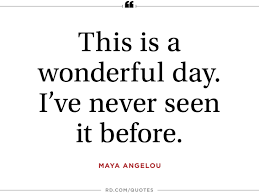 ❝
This is a
wonderful day.
I’ve never seen
it before.
MAYA ANGELOU
RD.COM/QUOTES